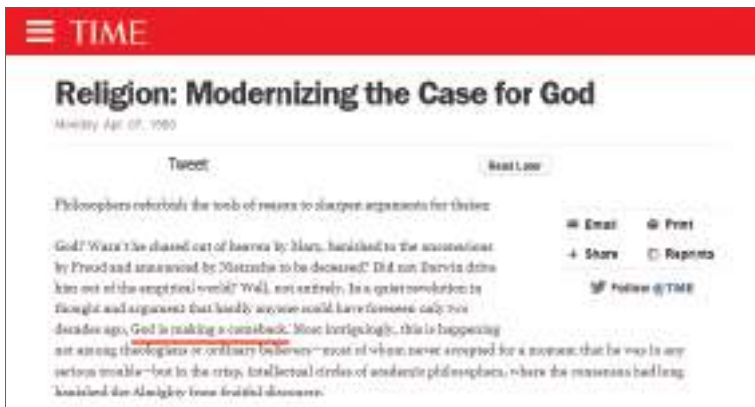 TIME
Religion: Modernizing the Case for God
Monday Apr. 07, 1980
Tweet
Read Later
Philosophers refurbish the tools of reason to sharpen arguments for theism
Email
Print
Share
Reprints
Follow @TIME
God? Wasn't he chased out of heaven by Marx, banished to the unconscious
by Freud and announced by Nietzsche to be deceased? Did not Darwin drive
him out of the empirical world? Well, not entirely. In a quiet revolution in
thought and argument that hardly anyone could have foreseen only two
decades ago, God is making a comeback. Most intriguingly, this is happening
not among theologians or ordinary believers—most of whom never accepted for a moment that he was in any
serious trouble—but in the crisp, intellectual circles of academic philosophers, where the consensus had long
banished the Almighty from fruitful discourse.